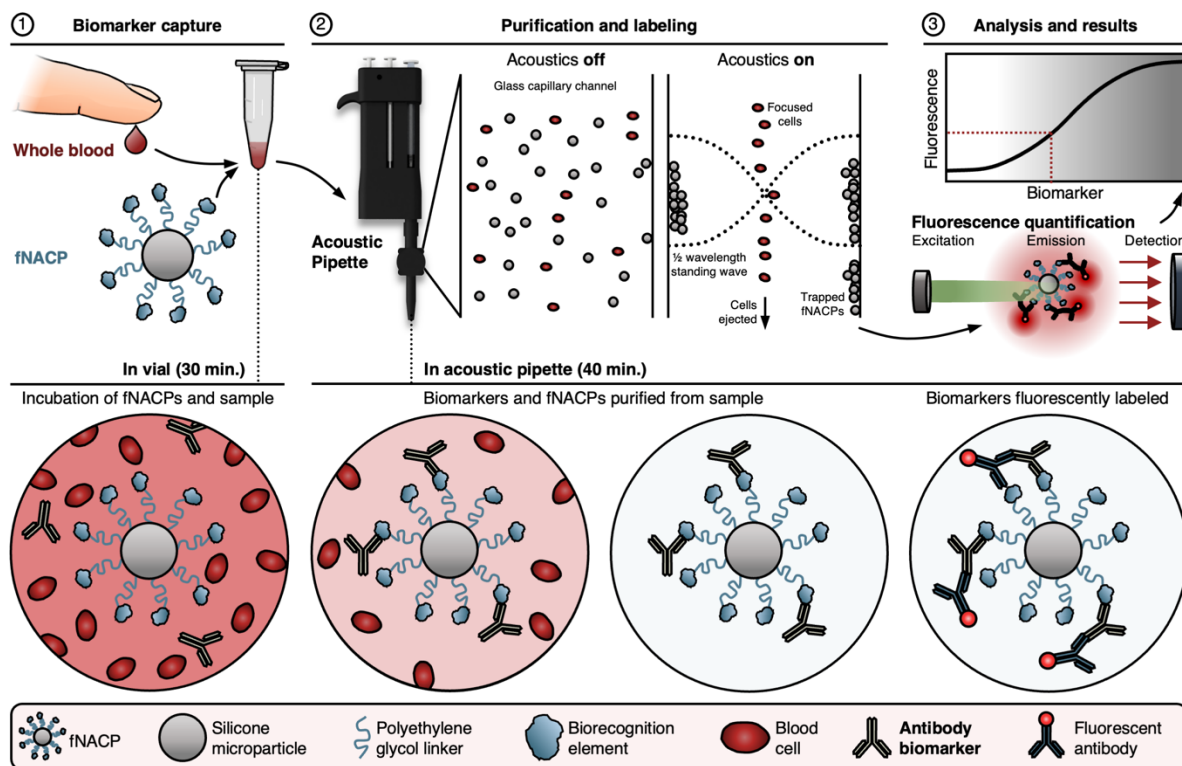 1 Biomarker capture
Whole blood
fNACP
In vial (30 min.)
2 Purification and labeling
Acoustics off
Glass capillary channel
Acoustics on
Focused
cells
Acoustic
Pipette
½ wavelength
standing wave
Cells
ejected
Trapped
fNACPs
In acoustic pipette (40 min.)
3 Analysis and results
Fluorescence
Biomarker
Fluorescence quantification
Excitation
Emission
Detection
Incubation of fNACPs and sample
Biomarkers and fNACPs purified from sample
Biomarkers fluorescently labeled
fNACP
Silicone
microparticle
Polyethylene
glycol linker
Biorecognition
element
Blood
cell
Antibody
biomarker
Fluorescent
antibody